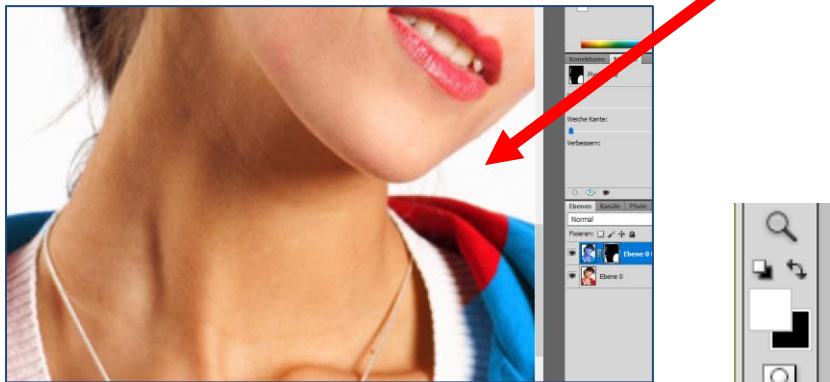 Korrekturen
Weiche Kante:
Verbessern:
Ebenen Kanäle Pfade
Normal
Fixieren:
Ebene 0
Ebene 0